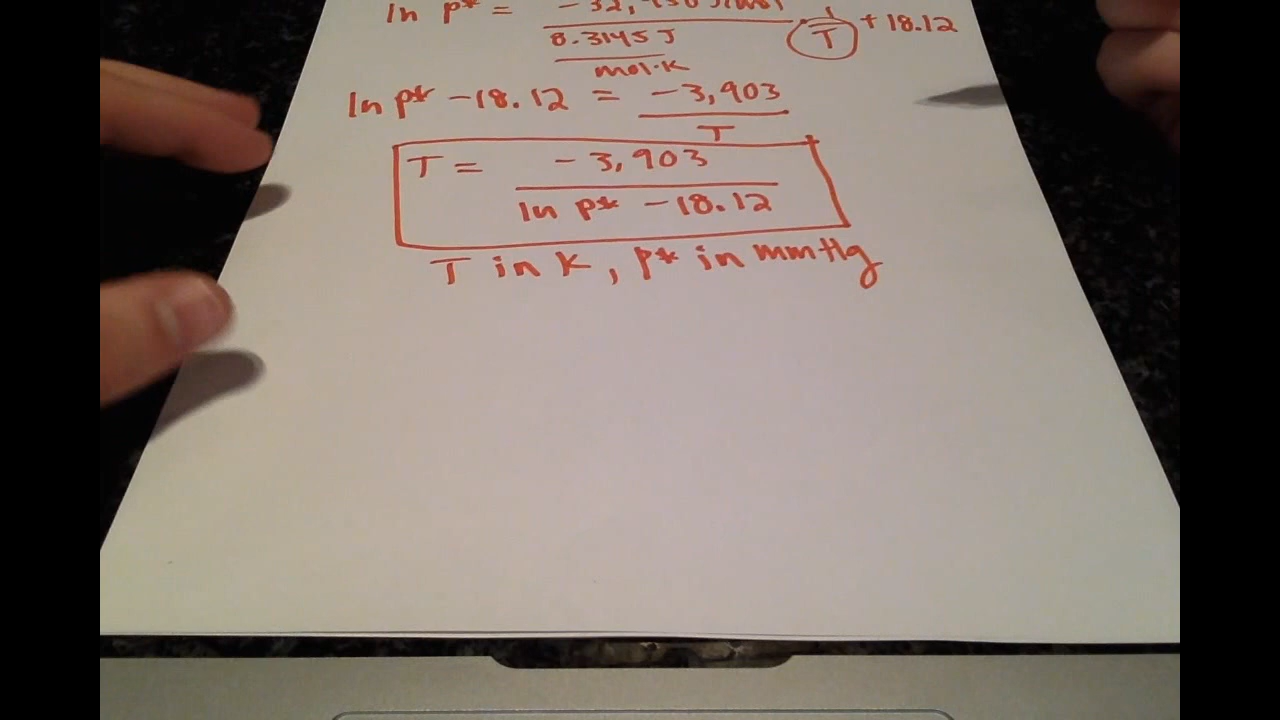 ln p* =
8.3145 J
mol·K
1
T
+ 18.12
ln p* - 18.12 = -3,903
T
T = -3,903
ln p* - 18.12
T in K, p* in mmHg